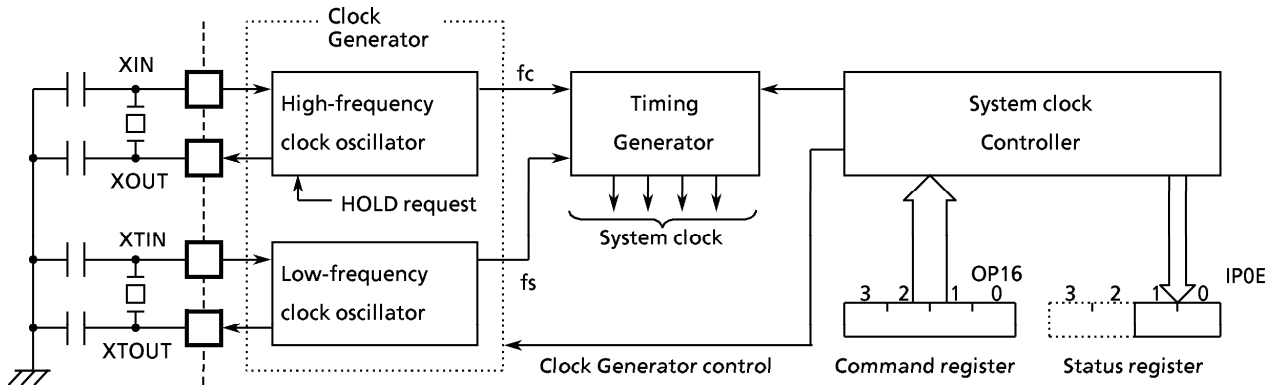 Clock
Generator
XIN
fc
High-frequency
clock oscillator
Timing
Generator
System clock
Controller
XOUT
HOLD request
System clock
XTIN
Low-frequency
clock oscillator
fs
OP16
IP0E
3 2 1 0
3 2 1 0
XTOUT
Clock Generator control
Command register
Status register